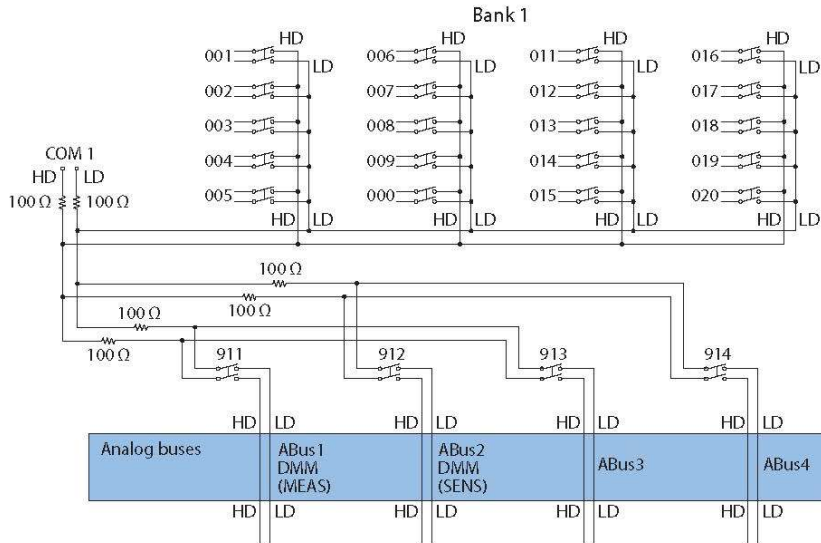 Bank 1
001 HD 006 HD 011 HD 016 HD
LD LD LD LD
002 007 012 017
003 008 013 018
COM 1
004 009 014 019
HD LD
100 Ω 100 Ω
005 000 015 020
HD LD HD LD HD LD HD LD
100 Ω
100 Ω
100 Ω
100 Ω
911 912 913 914
HD LD HD LD HD LD HD LD
Analog buses
ABus1
DMM
(MEAS)
ABus2
DMM
(SENS)
ABus3
ABus4
HD LD HD LD HD LD HD LD